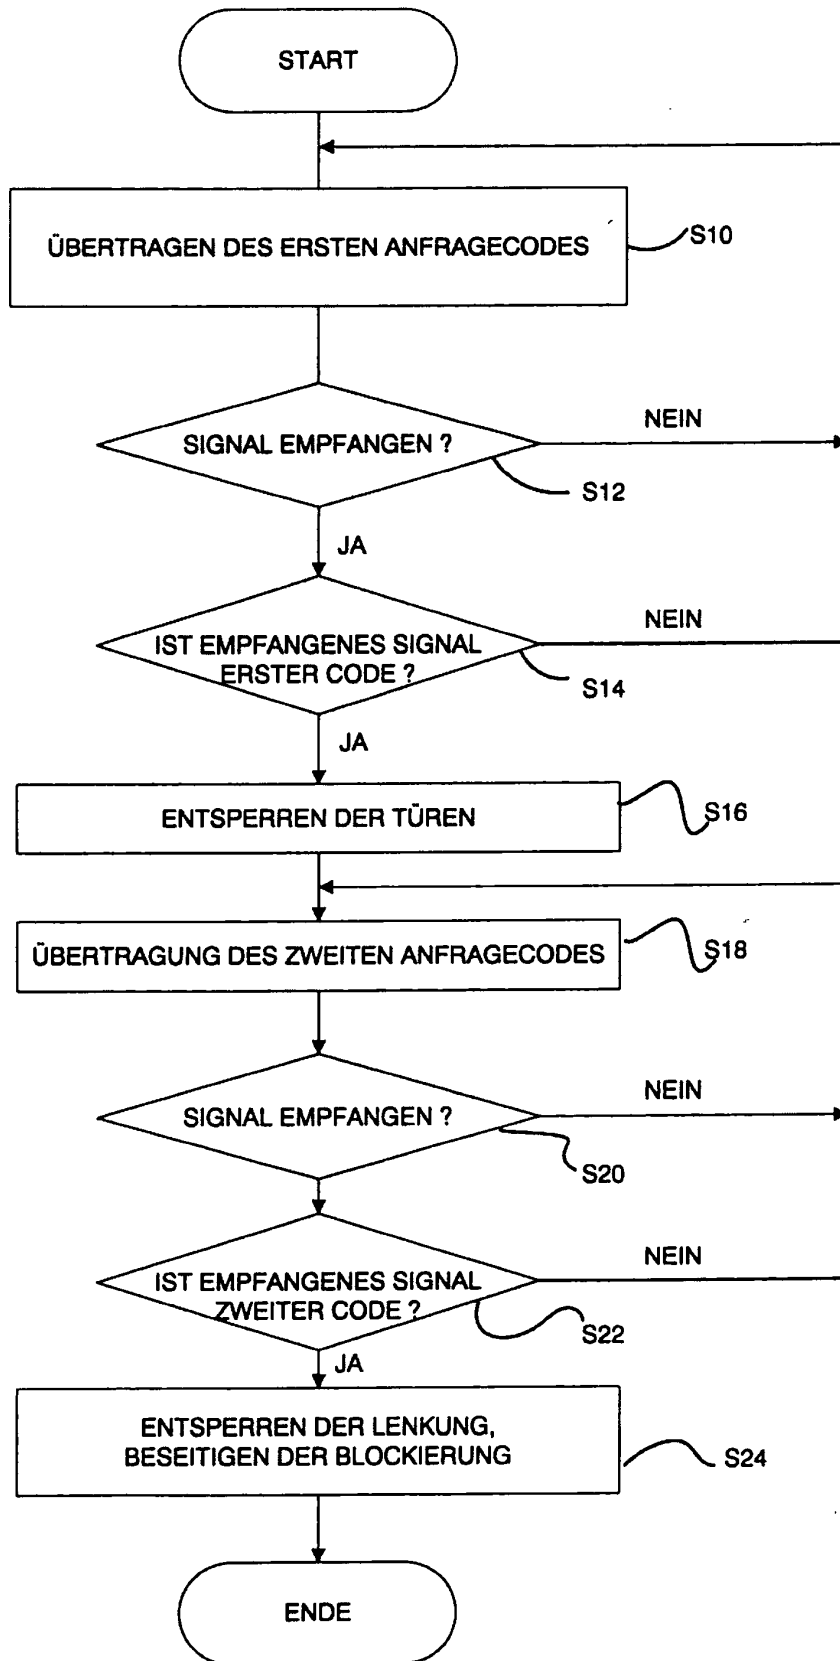 START
ÜBERTRAGEN DES ERSTEN ANFRAGECODES
S10
SIGNAL EMPFANGEN ?
NEIN
S12
JA
IST EMPFANGENES SIGNAL
ERSTER CODE ?
NEIN
S14
JA
ENTSPERREN DER TÜREN
S16
ÜBERTRAGUNG DES ZWEITEN ANFRAGECODES
S18
SIGNAL EMPFANGEN ?
NEIN
S20
IST EMPFANGENES SIGNAL
ZWEITER CODE ?
NEIN
S22
JA
ENTSPERREN DER LENKUNG,
BESEITIGEN DER BLOCKIERUNG
S24
ENDE